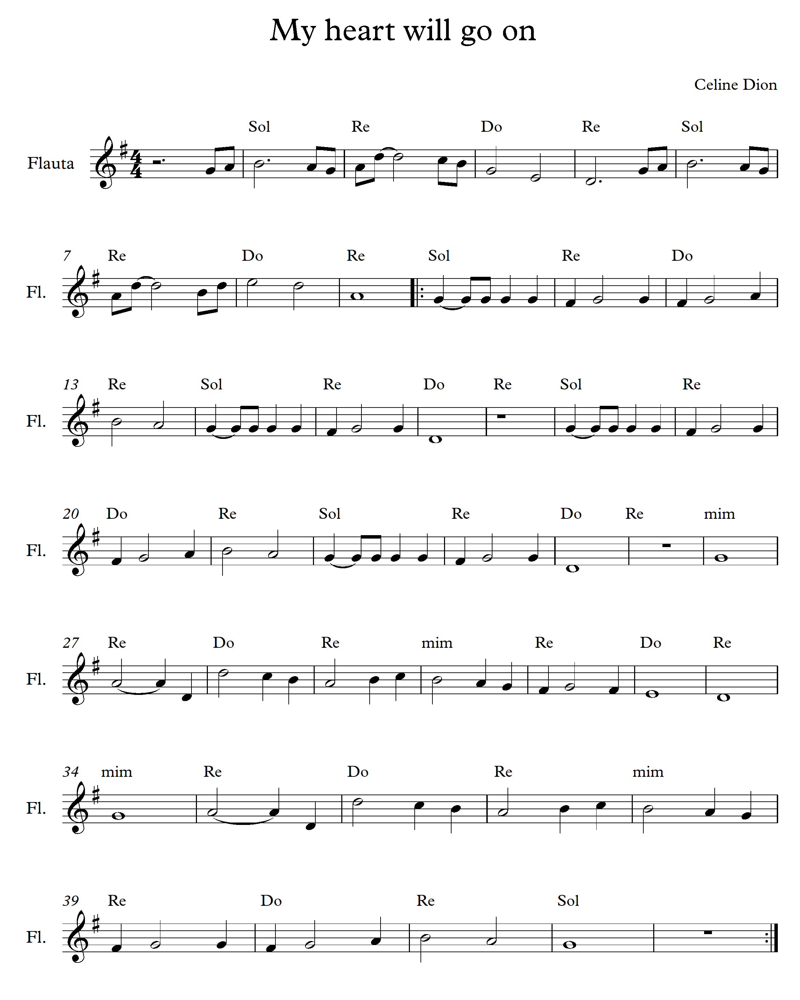 My heart will go on
Celine Dion
Sol Re Do Re Sol
Flauta
4
4
7 Re Do Re Sol Re Do
Fl.
13 Re Sol Re Do Re Sol Re
Fl.
20 Do Re Sol Re Do Re mim
Fl.
27 Re Do Re mim Re Do Re
Fl.
34 mim Re Do Re mim
Fl.
39 Re Do Re Sol
Fl.